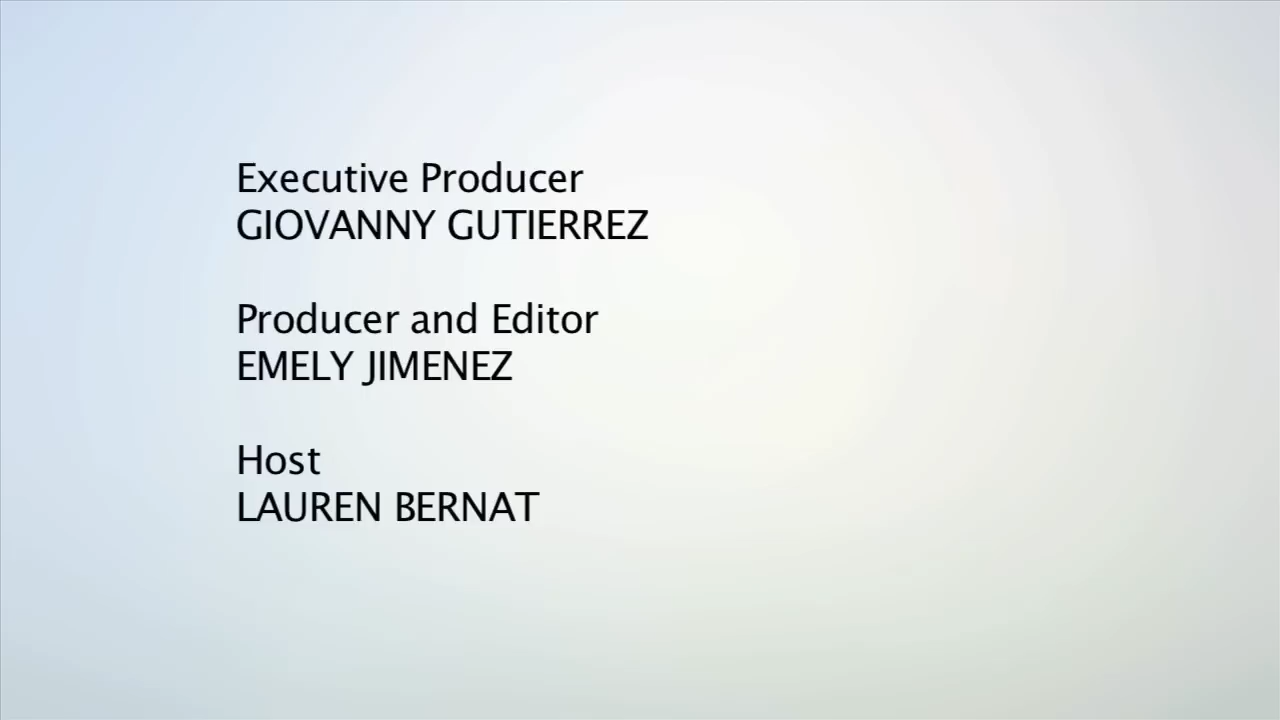 Executive Producer
GIOVANNY GUTIERREZ
Producer and Editor
EMELY JIMENEZ
Host
LAUREN BERNAT